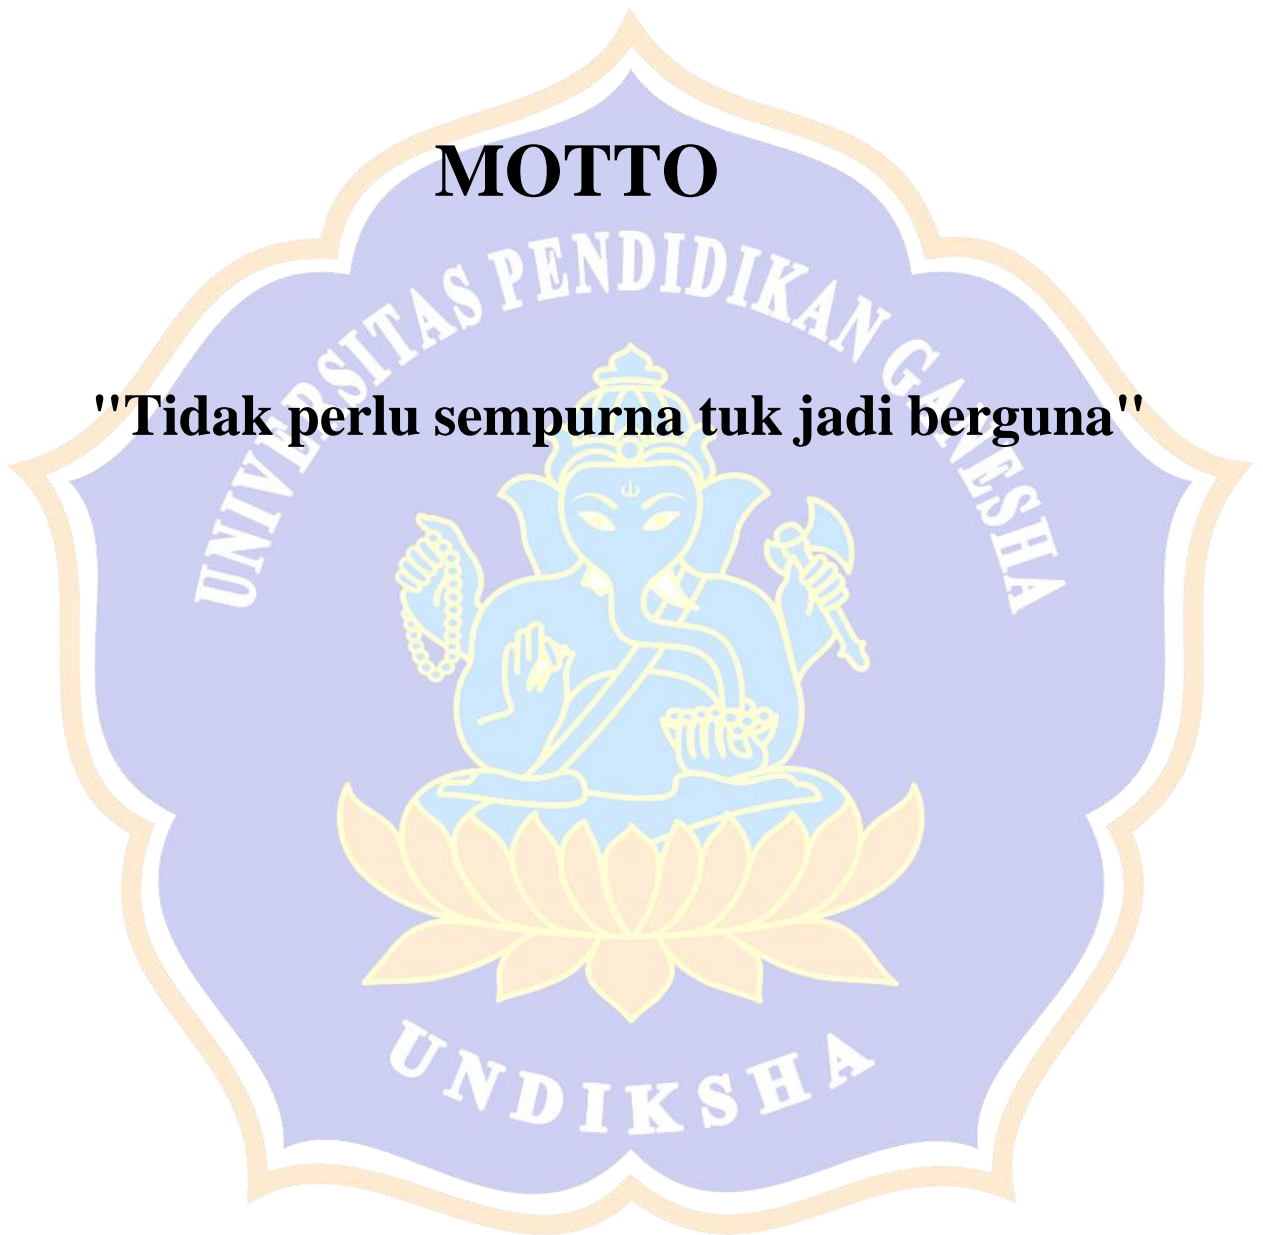 MOTTO
UNIVERSITAS PENDIDIKAN GANESHA
"Tidak perlu sempurna tuk jadi berguna"
UNDIKSHA